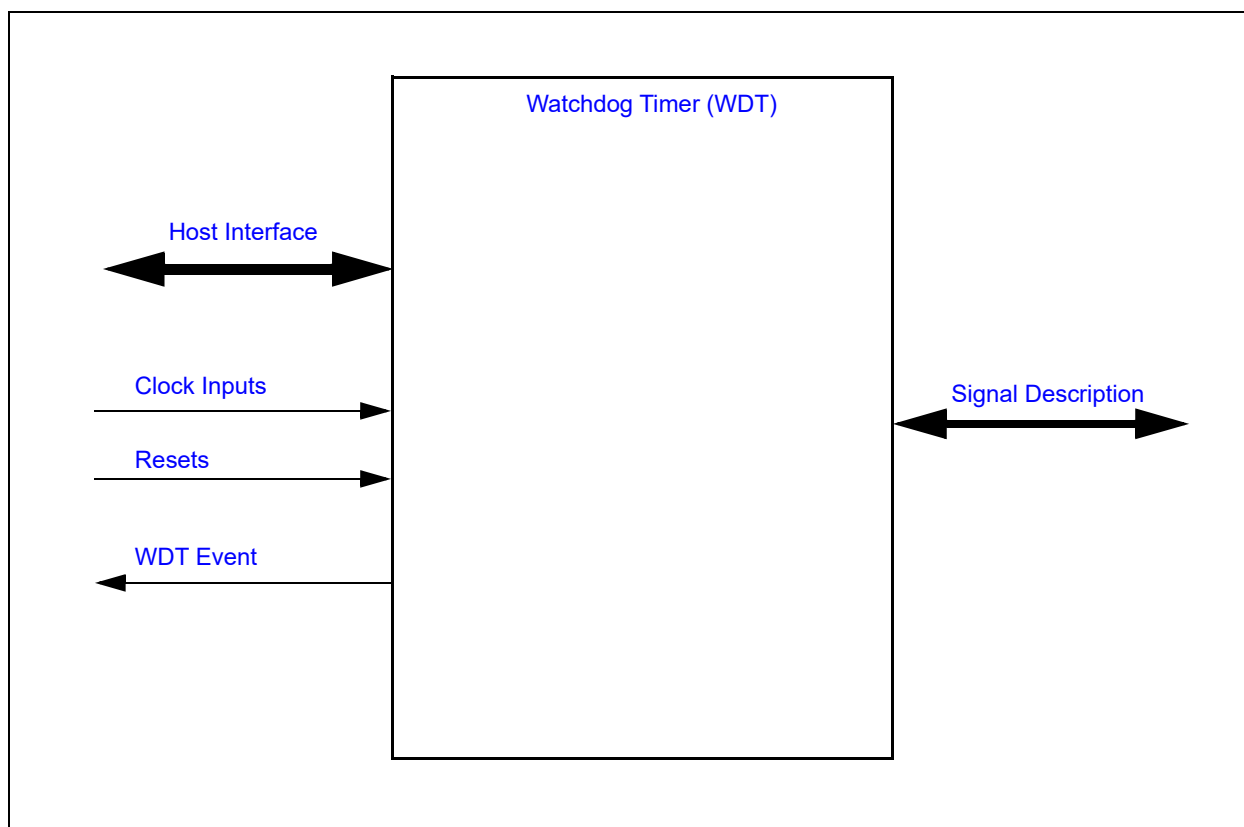 Watchdog Timer (WDT)
Host Interface
Clock Inputs
Signal Description
Resets
WDT Event